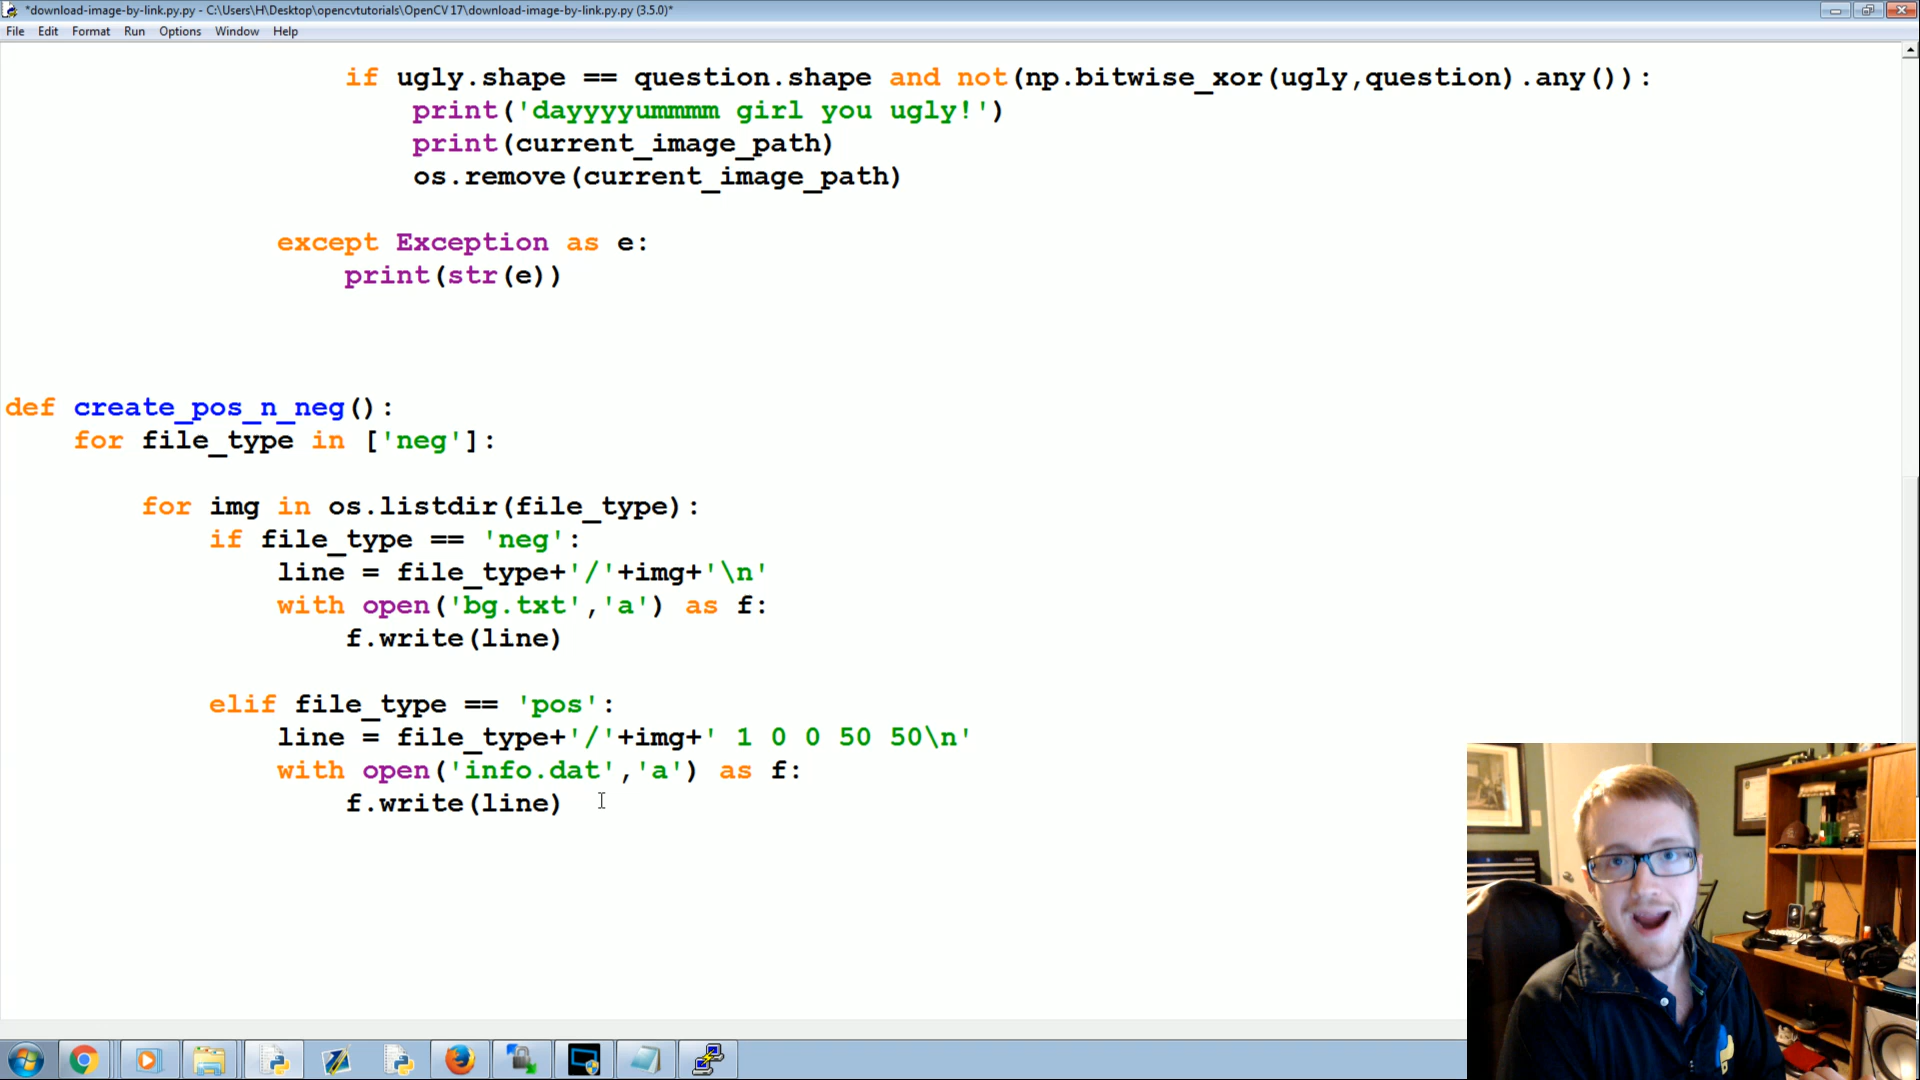 *download-image-by-link.py.py - C:\Users\H\Desktop\opencvtutorials\OpenCV 17\download-image-by-link.py.py (3.5.0)*
File Edit Format Run Options Window Help
if ugly.shape == question.shape and not(np.bitwise_xor(ugly,question).any()):
print('dayyyyummmm girl you ugly!')
print(current_image_path)
os.remove(current_image_path)
except Exception as e:
print(str(e))
def create_pos_n_neg():
for file_type in ['neg']:
for img in os.listdir(file_type):
if file_type == 'neg':
line = file_type+'/'+img+'\n'
with open('bg.txt','a') as f:
f.write(line)
elif file_type == 'pos':
line = file_type+'/'+img+' 1 0 0 50 50\n'
with open('info.dat','a') as f:
f.write(line)